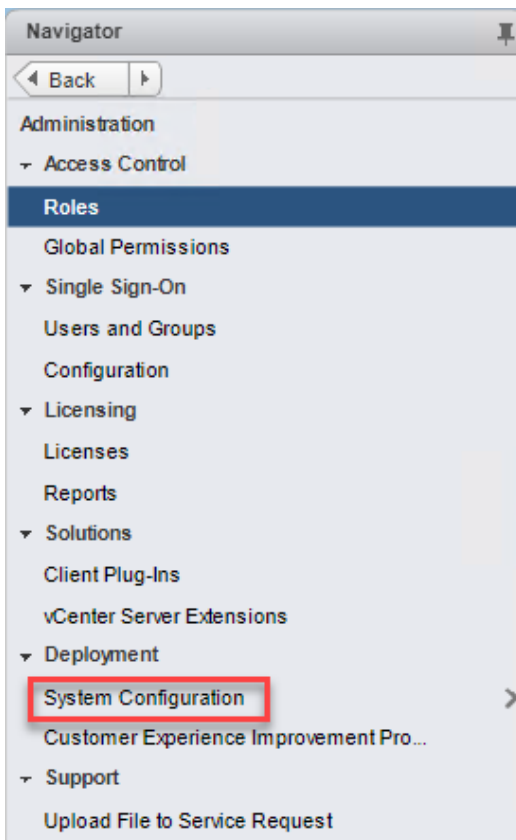 Navigator
Back
Administration
Access Control
Roles
Global Permissions
Single Sign-On
Users and Groups
Configuration
Licensing
Licenses
Reports
Solutions
Client Plug-Ins
vCenter Server Extensions
Deployment
System Configuration
Customer Experience Improvement Pro...
Support
Upload File to Service Request